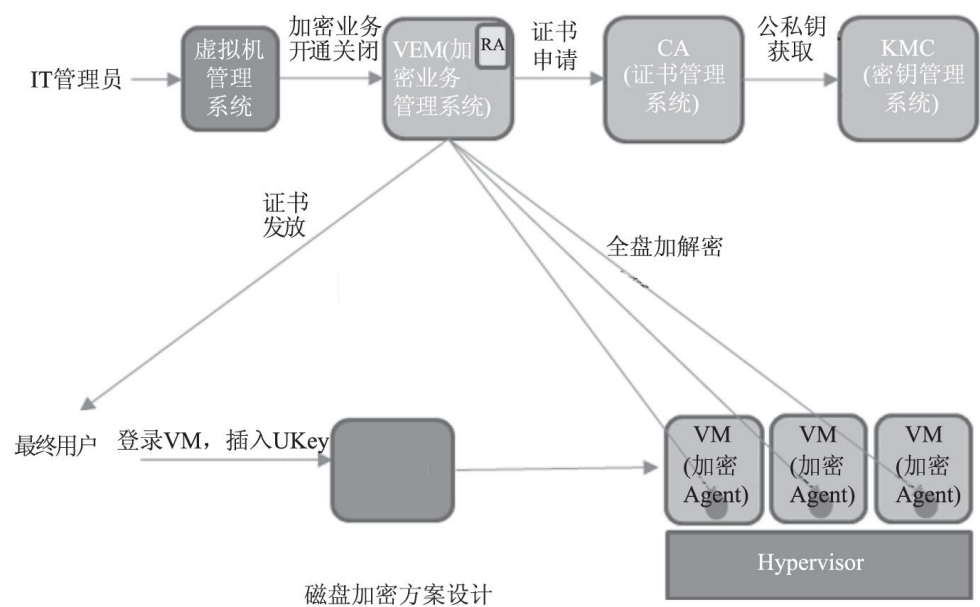 IT管理员
虚拟机
管理
系统
加密业务
开通关闭
VEM(加
密业务
管理系统)
RA
证书
申请
CA
(证书管理
系统)
公私钥
获取
KMC
(密钥管理
系统)
证书
发放
全盘加解密
最终用户
登录VM，插入UKey
VM
(加密
Agent)
VM
(加密
Agent)
VM
(加密
Agent)
Hypervisor
磁盘加密方案设计